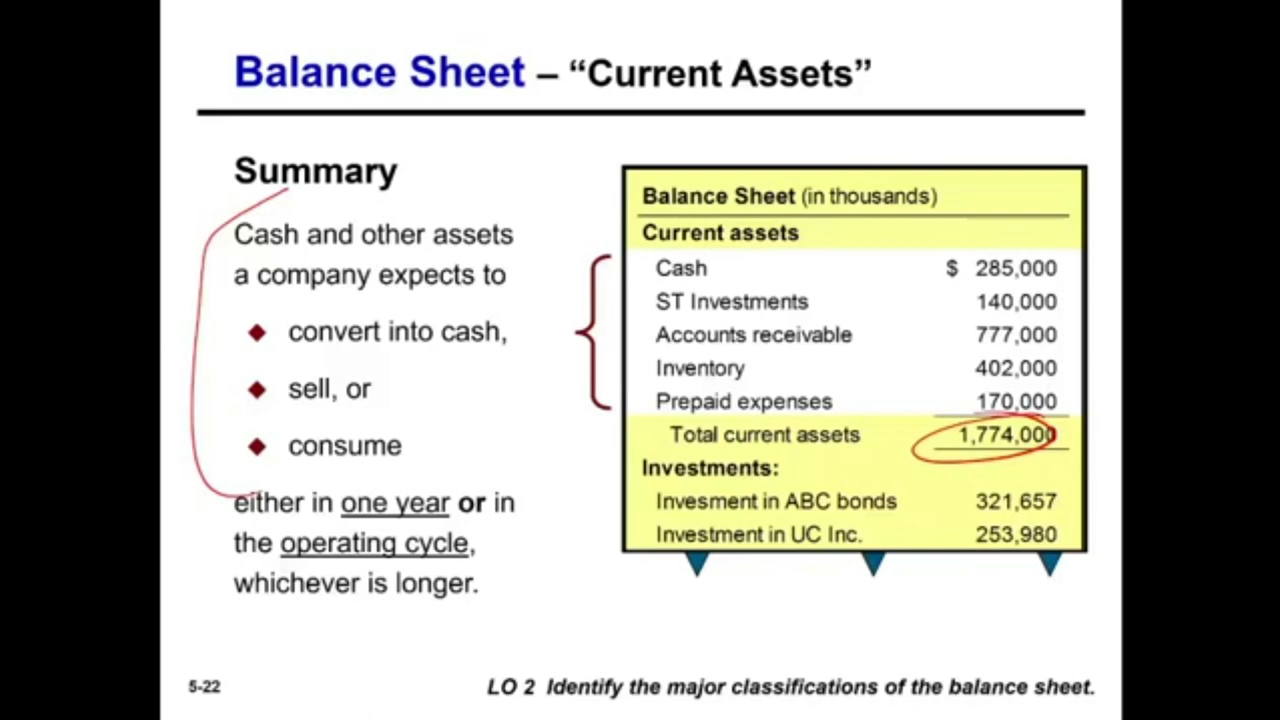 Balance Sheet – “Current Assets”
Summary
Cash and other assets
a company expects to
convert into cash,
sell, or
consume
either in one year or in
the operating cycle,
whichever is longer.
Balance Sheet (in thousands)
Current assets
Cash $ 285,000
ST Investments 140,000
Accounts receivable 777,000
Inventory 402,000
Prepaid expenses 170,000
Total current assets 1,774,000
Investments:
Invesment in ABC bonds 321,657
Investment in UC Inc. 253,980
5-22
LO 2 Identify the major classifications of the balance sheet.